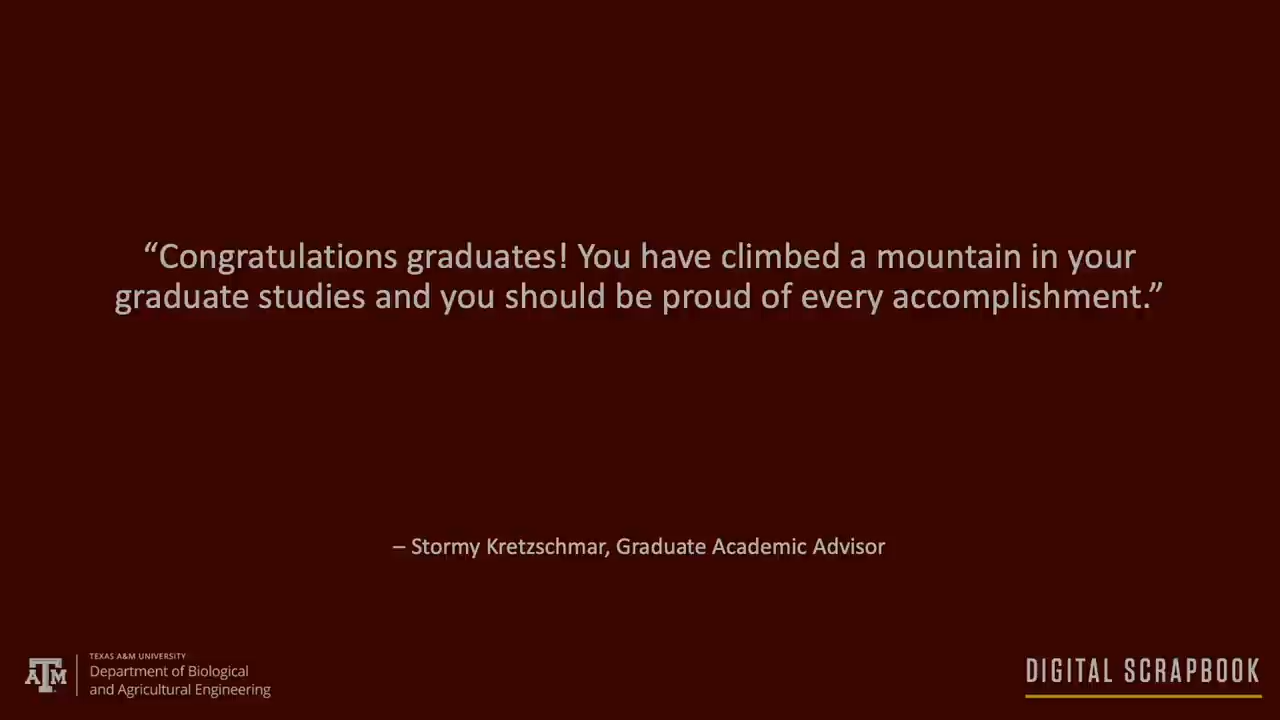 “Congratulations graduates! You have climbed a mountain in your
graduate studies and you should be proud of every accomplishment.”
– Stormy Kretzschmar, Graduate Academic Advisor
ATM
TEXAS A&M UNIVERSITY
Department of Biological
and Agricultural Engineering
DIGITAL SCRAPBOOK